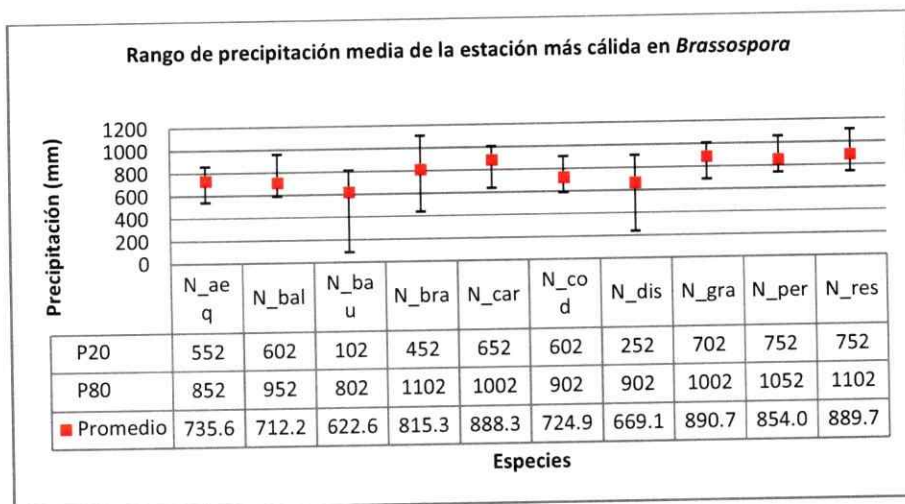 Rango de precipitación media de la estación más cálida en Brassospora
Precipitación (mm)
1200
1000
800
600
400
200
0
N_ae
q
N_bal
N_ba
u
N_bra
N_car
N_co
d
N_dis
N_gra
N_per
N_res
P20 552 602 102 452 652 602 252 702 752 752
P80 852 952 802 1102 1002 902 902 1002 1052 1102
Promedio 735.6 712.2 622.6 815.3 888.3 724.9 669.1 890.7 854.0 889.7
Especies